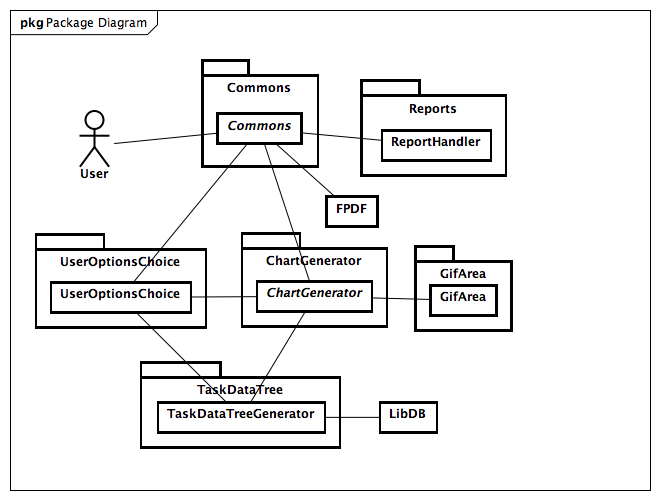 pkg Package Diagram
Commons
Commons
Reports
ReportHandler
User
FPDF
UserOptionsChoice
UserOptionsChoice
ChartGenerator
ChartGenerator
GifArea
GifArea
TaskDataTree
TaskDataTreeGenerator
LibDB